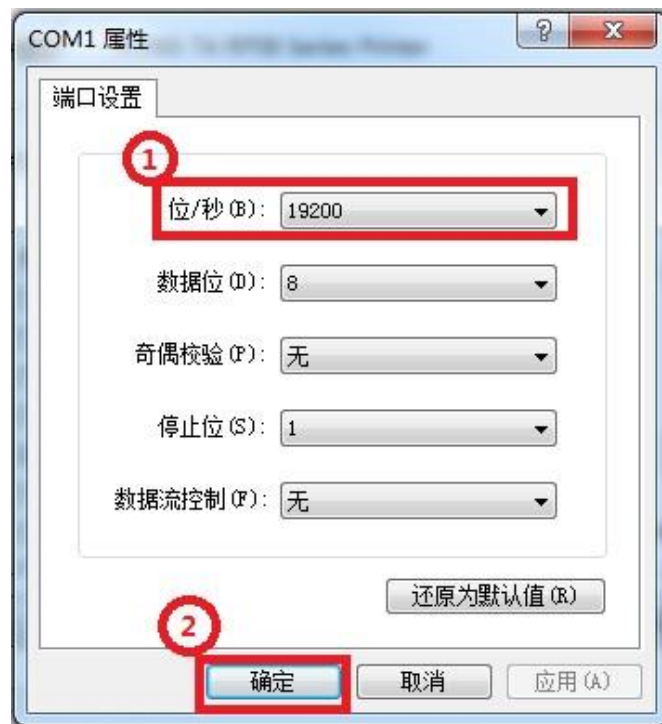 COM1 属性
端口设置
1
位/秒(B): 19200
数据位(D): 8
奇偶校验(P): 无
停止位(S): 1
数据流控制(F): 无
还原为默认值(R)
2
确定 取消 应用(A)